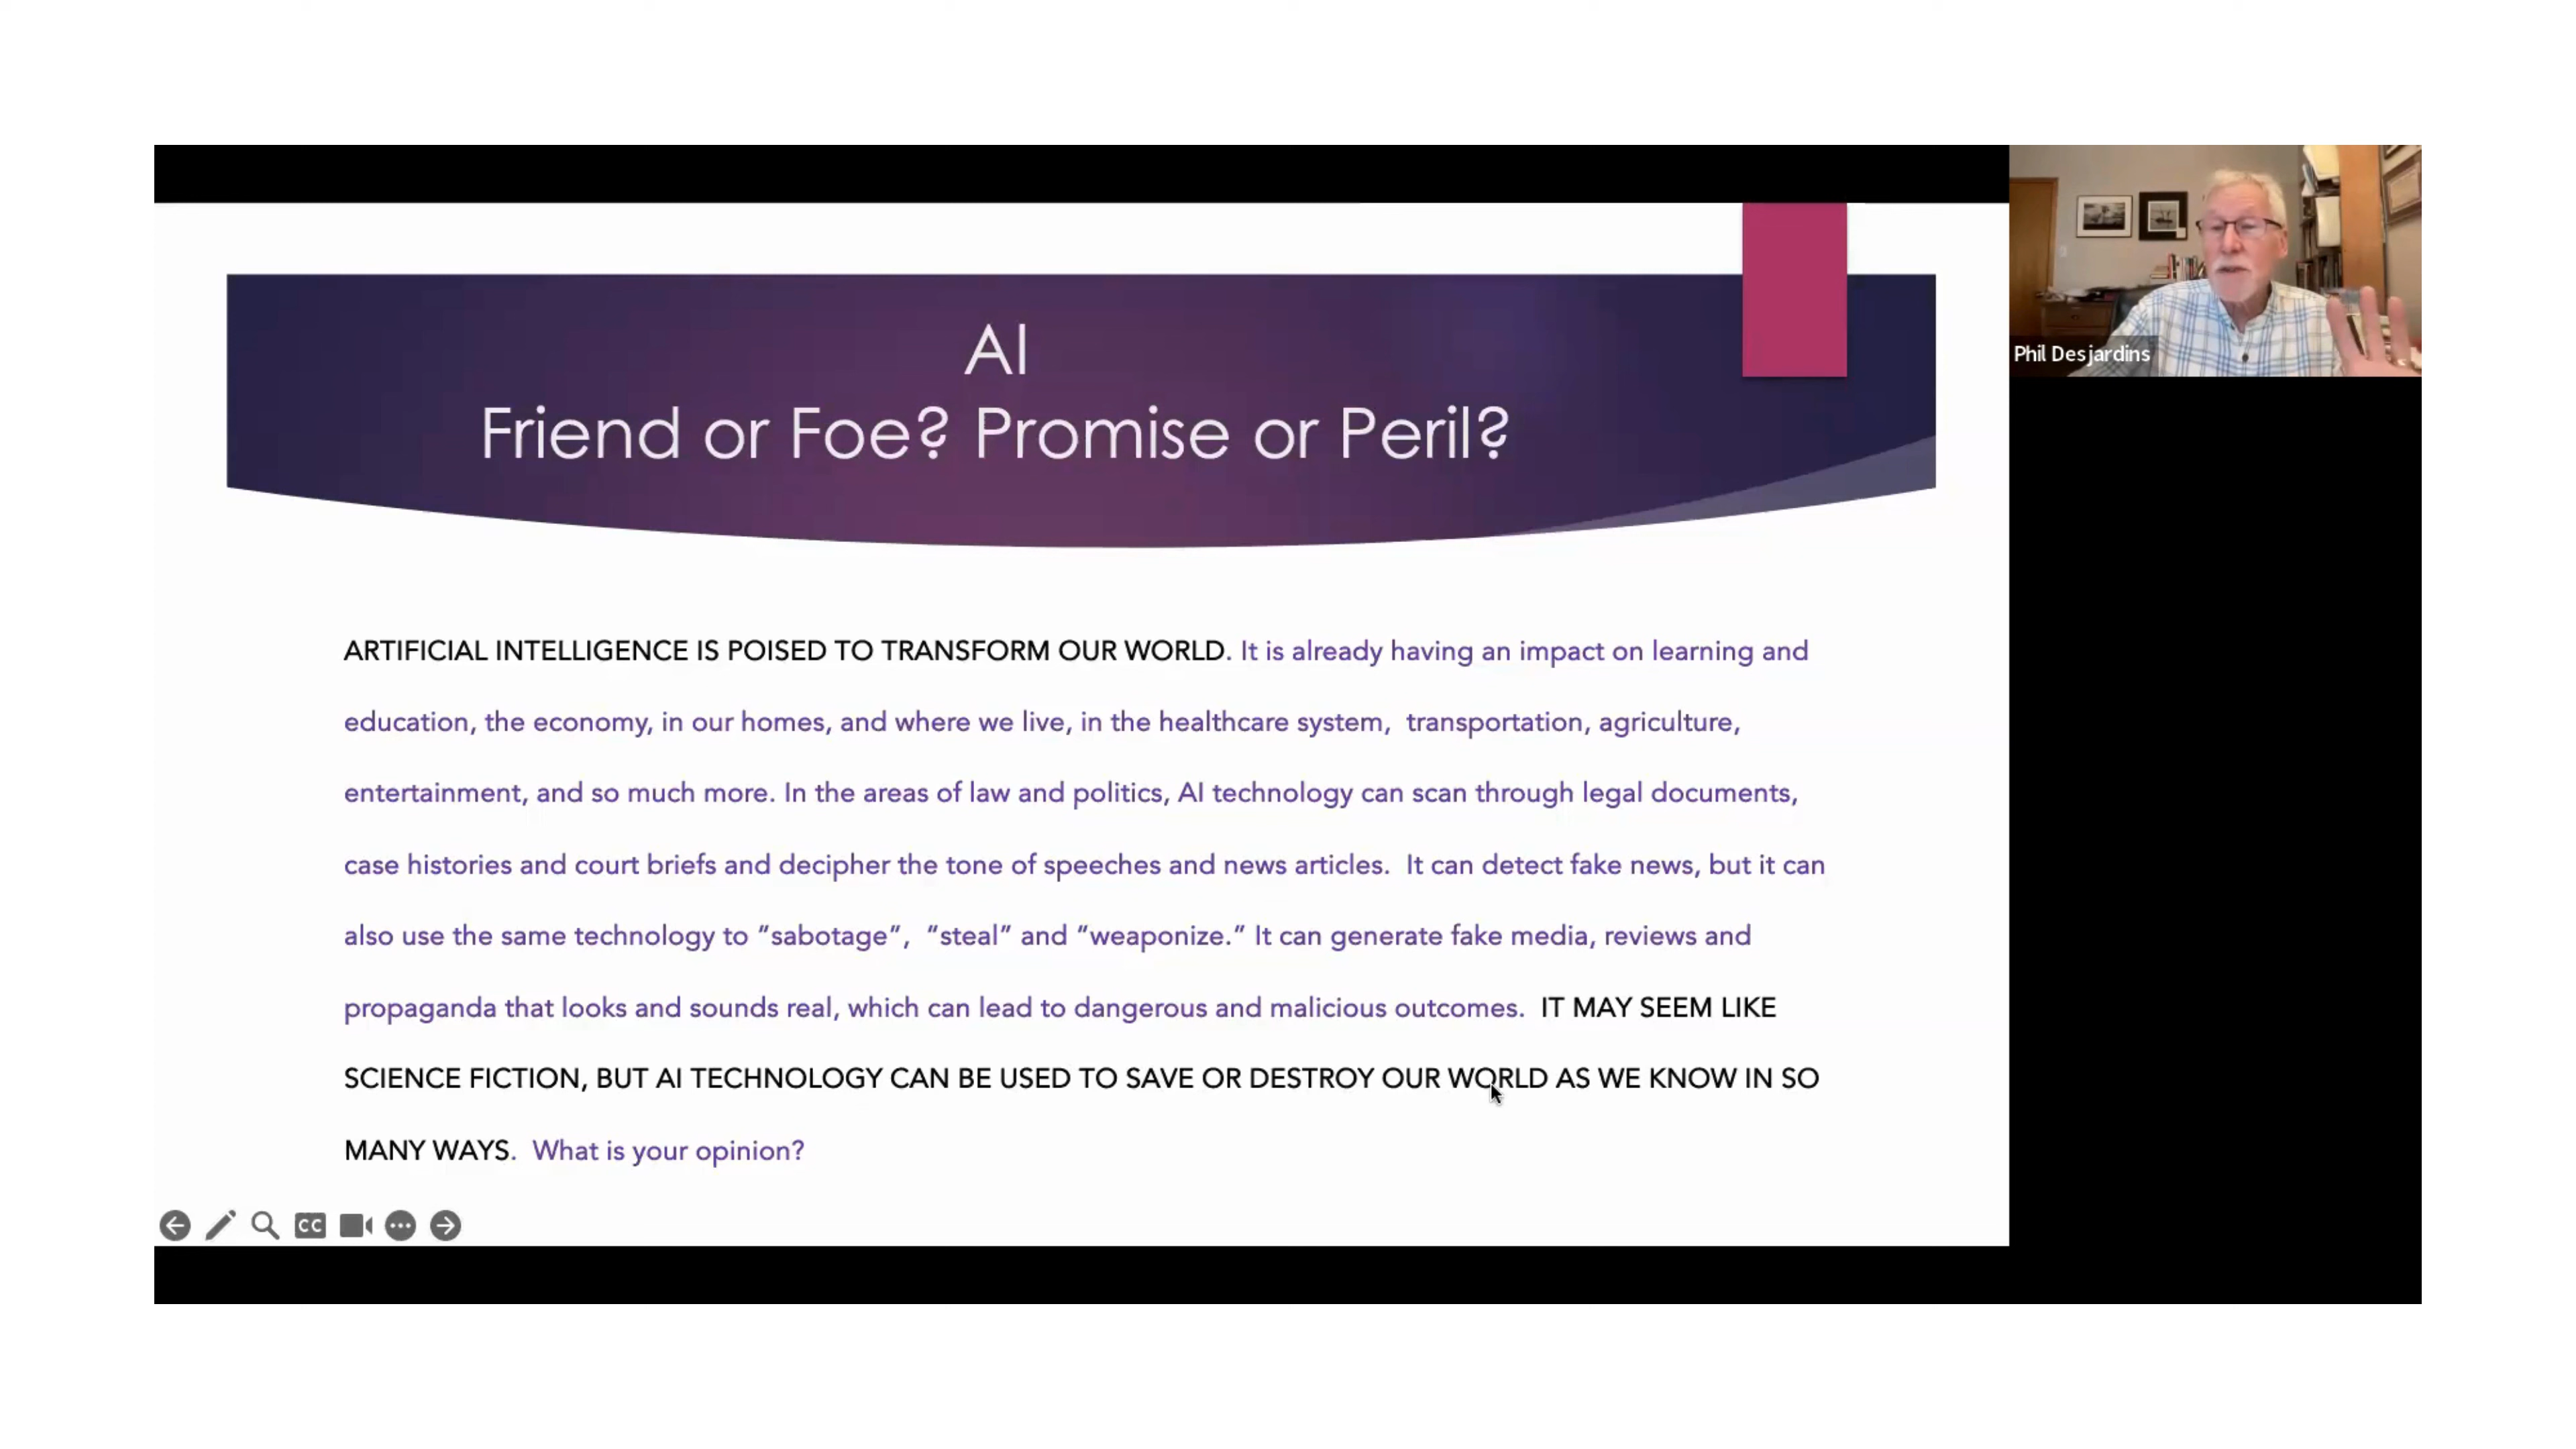 AI
Friend or Foe? Promise or Peril?
Phil Desjardins
ARTIFICIAL INTELLIGENCE IS POISED TO TRANSFORM OUR WORLD. It is already having an impact on learning and
education, the economy, in our homes, and where we live, in the healthcare system,  transportation, agriculture,
entertainment, and so much more. In the areas of law and politics, AI technology can scan through legal documents,
case histories and court briefs and decipher the tone of speeches and news articles.  It can detect fake news, but it can
also use the same technology to “sabotage”,  “steal” and “weaponize.” It can generate fake media, reviews and
propaganda that looks and sounds real, which can lead to dangerous and malicious outcomes.  IT MAY SEEM LIKE
SCIENCE FICTION, BUT AI TECHNOLOGY CAN BE USED TO SAVE OR DESTROY OUR WORLD AS WE KNOW IN SO
MANY WAYS.  What is your opinion?
CC